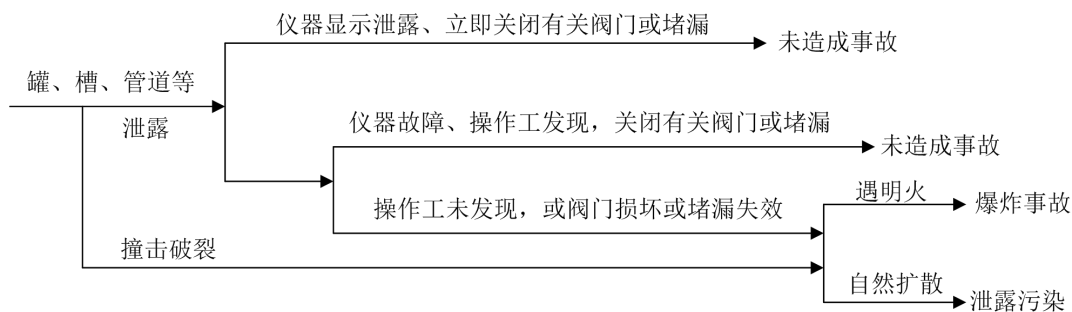 仪器显示泄露、立即关闭有关阀门或堵漏
未造成事故
罐、槽、管道等
泄露
仪器故障、操作工发现，关闭有关阀门或堵漏
未造成事故
遇明火
爆炸事故
操作工未发现，或阀门损坏或堵漏失效
撞击破裂
自然扩散
泄露污染